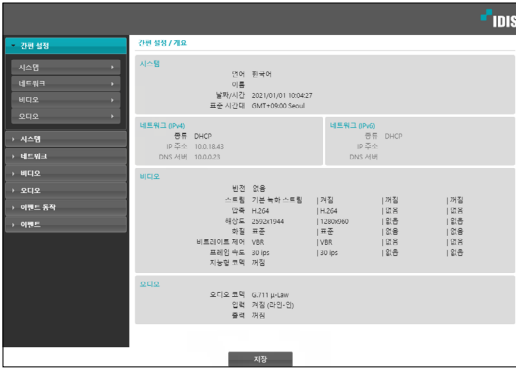 IDIS
간편 설정
시스템
네트워크
비디오
오디오
시스템
네트워크
비디오
오디오
이벤트 동작
이벤트
간편 설정 / 개요
시스템
언어 한국어
이름
날짜/시간 2021/01/01 10:04:27
표준 시간대 GMT+09:00 Seoul
네트워크 (IPv4)
종류 DHCP
IP 주소 10.0.18.43
DNS 서버 10.0.0.23
네트워크 (IPv6)
종류 DHCP
IP 주소
DNS 서버
비디오
버전 없음
스트림 기본 녹화 스트림 | 켜짐 | 꺼짐 | 꺼짐
압축 H.264 | H.264 | 없음 | 없음
해상도 2592x1944 | 1280x960 | 없음 | 없음
화질 표준 | 표준 | 없음 | 없음
비트레이트 제어 VBR | VBR | 없음 | 없음
프레임 속도 30 ips | 30 ips | 없음 | 없음
지능형 코덱 꺼짐
오디오
오디오 코덱 G.711 μ-Law
입력 꺼짐 (라인-인)
출력 꺼짐
저장